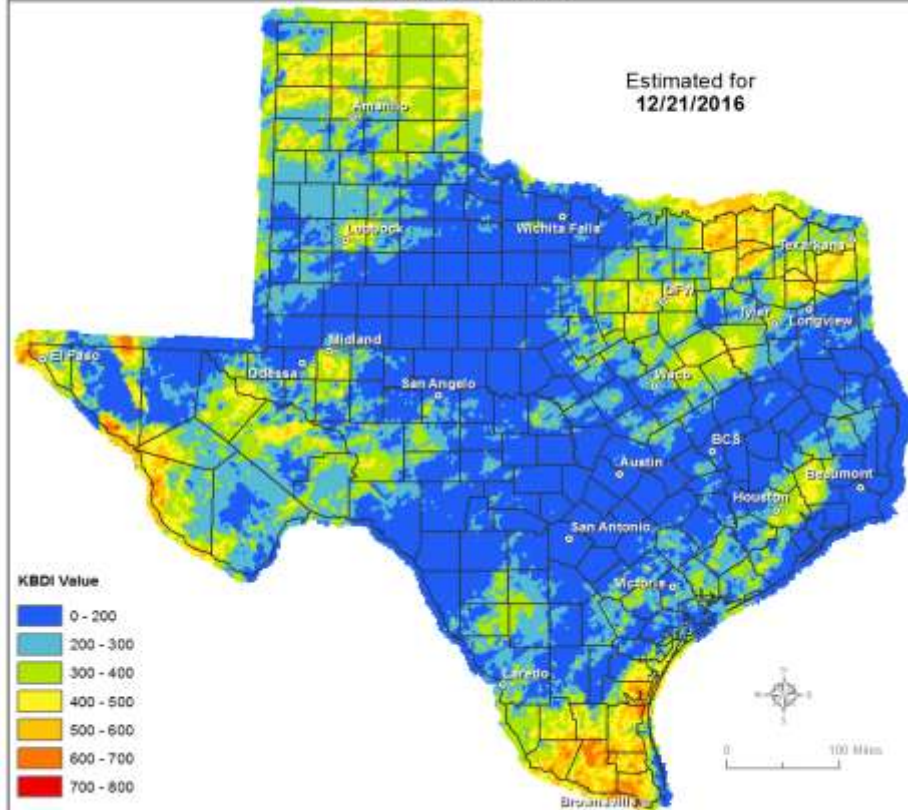 Estimated for
12/21/2016
Amarillo
Lubbock
Wichita Falls
Texarkana
DFW
Tyler
Longview
El Paso
Midland
Odessa
San Angelo
Waco
BCS
Austin
Beaumont
Houston
San Antonio
Victoria
Laredo
Brownsville
KBDI Value
0 - 200
200 - 300
300 - 400
400 - 500
500 - 600
600 - 700
700 - 800
0 100 Miles